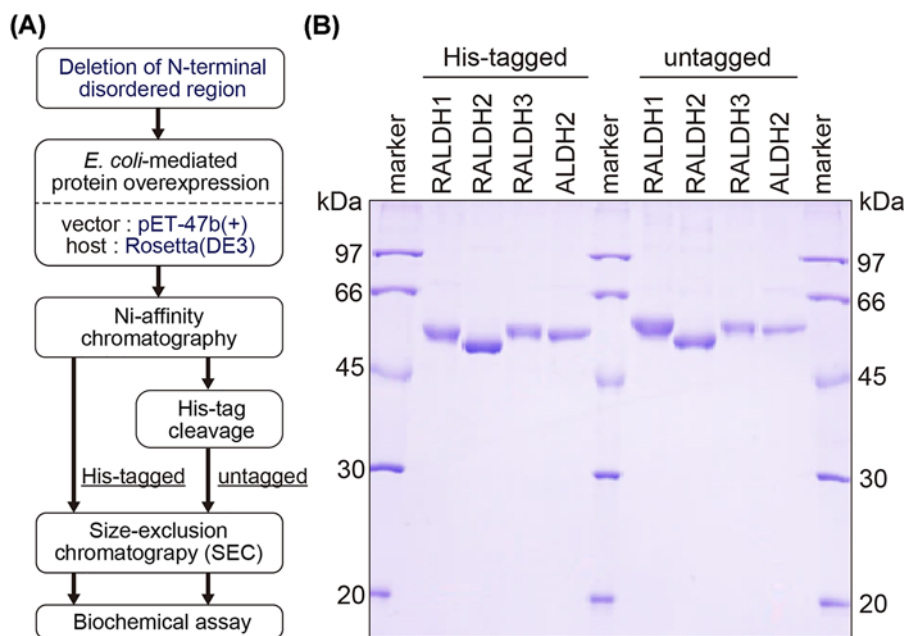 (A)
Deletion of N-terminal
disordered region
E. coli-mediated
protein overexpression
vector : pET-47b(+)
host : Rosetta(DE3)
Ni-affinity
chromatography
His-tag
cleavage
His-tagged
untagged
Size-exclusion
chromatograpy (SEC)
Biochemical assay
(B)
His-tagged
untagged
marker
RALDH1
RALDH2
RALDH3
ALDH2
marker
RALDH1
RALDH2
RALDH3
ALDH2
marker
kDa
97
66
45
30
20
kDa
97
66
45
30
20